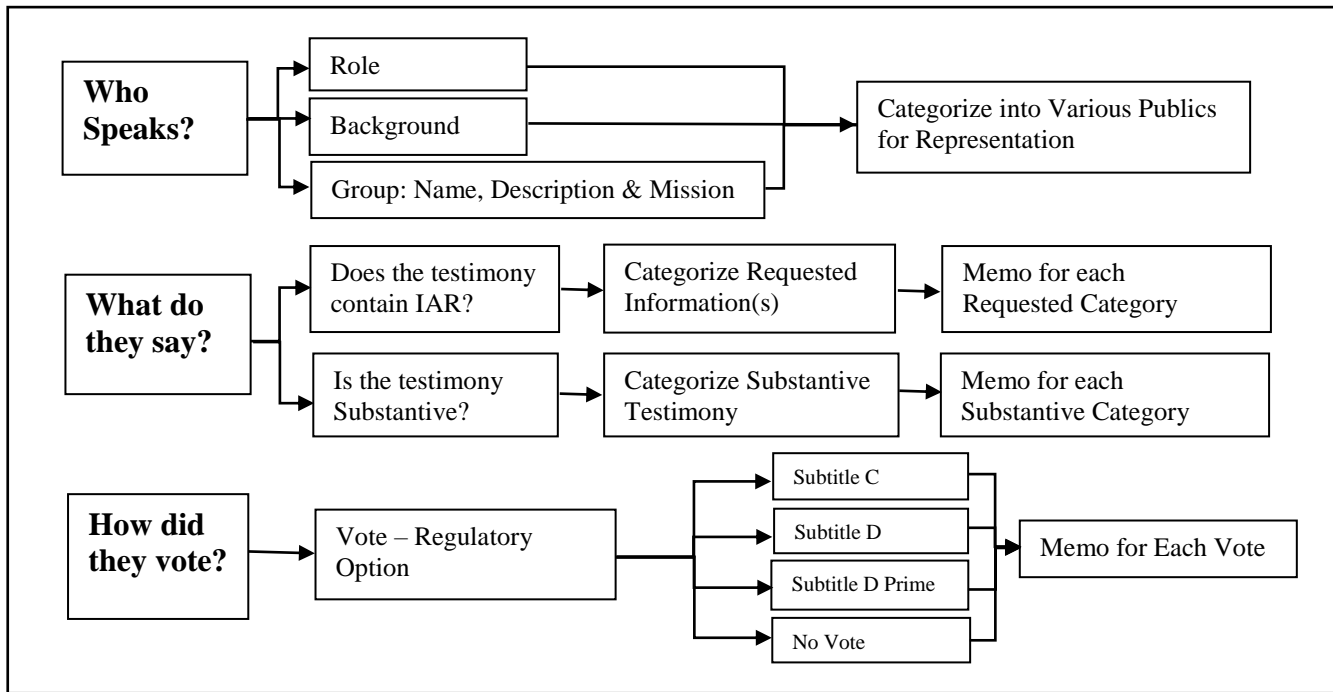 Who
Speaks?
Role
Background
Group: Name, Description & Mission
Categorize into Various Publics
for Representation
What do
they say?
Does the testimony
contain IAR?
Categorize Requested
Information(s)
Memo for each
Requested Category
Is the testimony
Substantive?
Categorize Substantive
Testimony
Memo for each
Substantive Category
How did
they vote?
Vote – Regulatory
Option
Subtitle C
Subtitle D
Subtitle D Prime
No Vote
Memo for Each Vote